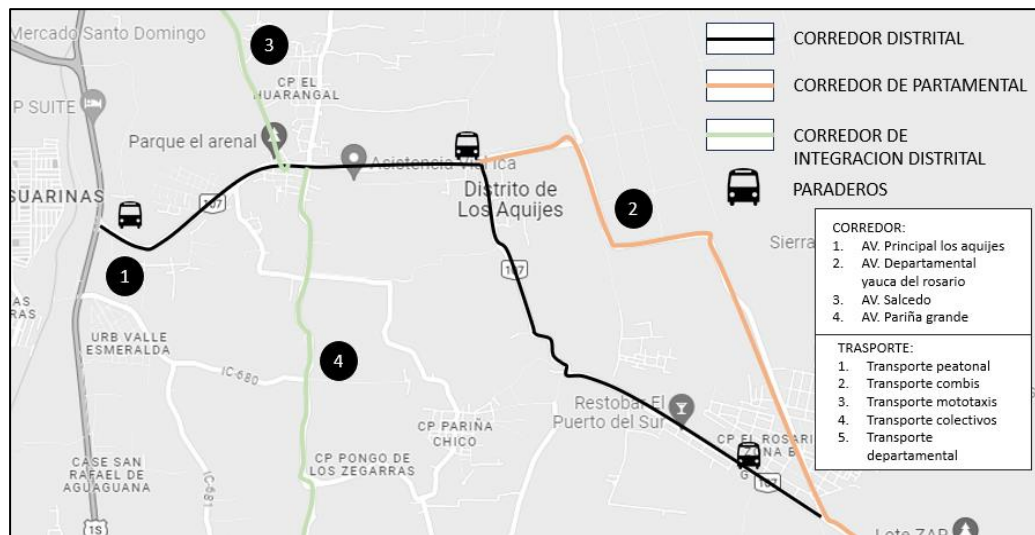 Mercado Santo Domingo
3
CP EL
HUARANGAL
P SUITE
Parque el arenal
SUARINAS
107
Distrito de
Los Aquijes
2
Sierra
1
107
URB VALLE
ESMERALDA
4
IC-680
Restobar El
Puerto del Sur
CP PARIÑA
CHICO
CP EL ROSARI
CP PONGO DE
LOS ZEGARRAS
CASE SAN
RAFAEL DE
AGUAGUANA
IC-681
107
1S
Lote ZAP
CORREDOR DISTRITAL
CORREDOR DE PARTAMENTAL
CORREDOR DE
INTEGRACION DISTRITAL
PARADEROS
CORREDOR:
1. AV. Principal los aquijes
2. AV. Departamental
yauca del rosario
3. AV. Salcedo
4. AV. Pariña grande
TRASPORTE:
1. Transporte peatonal
2. Transporte combis
3. Transporte mototaxis
4. Transporte colectivos
5. Transporte
departamental